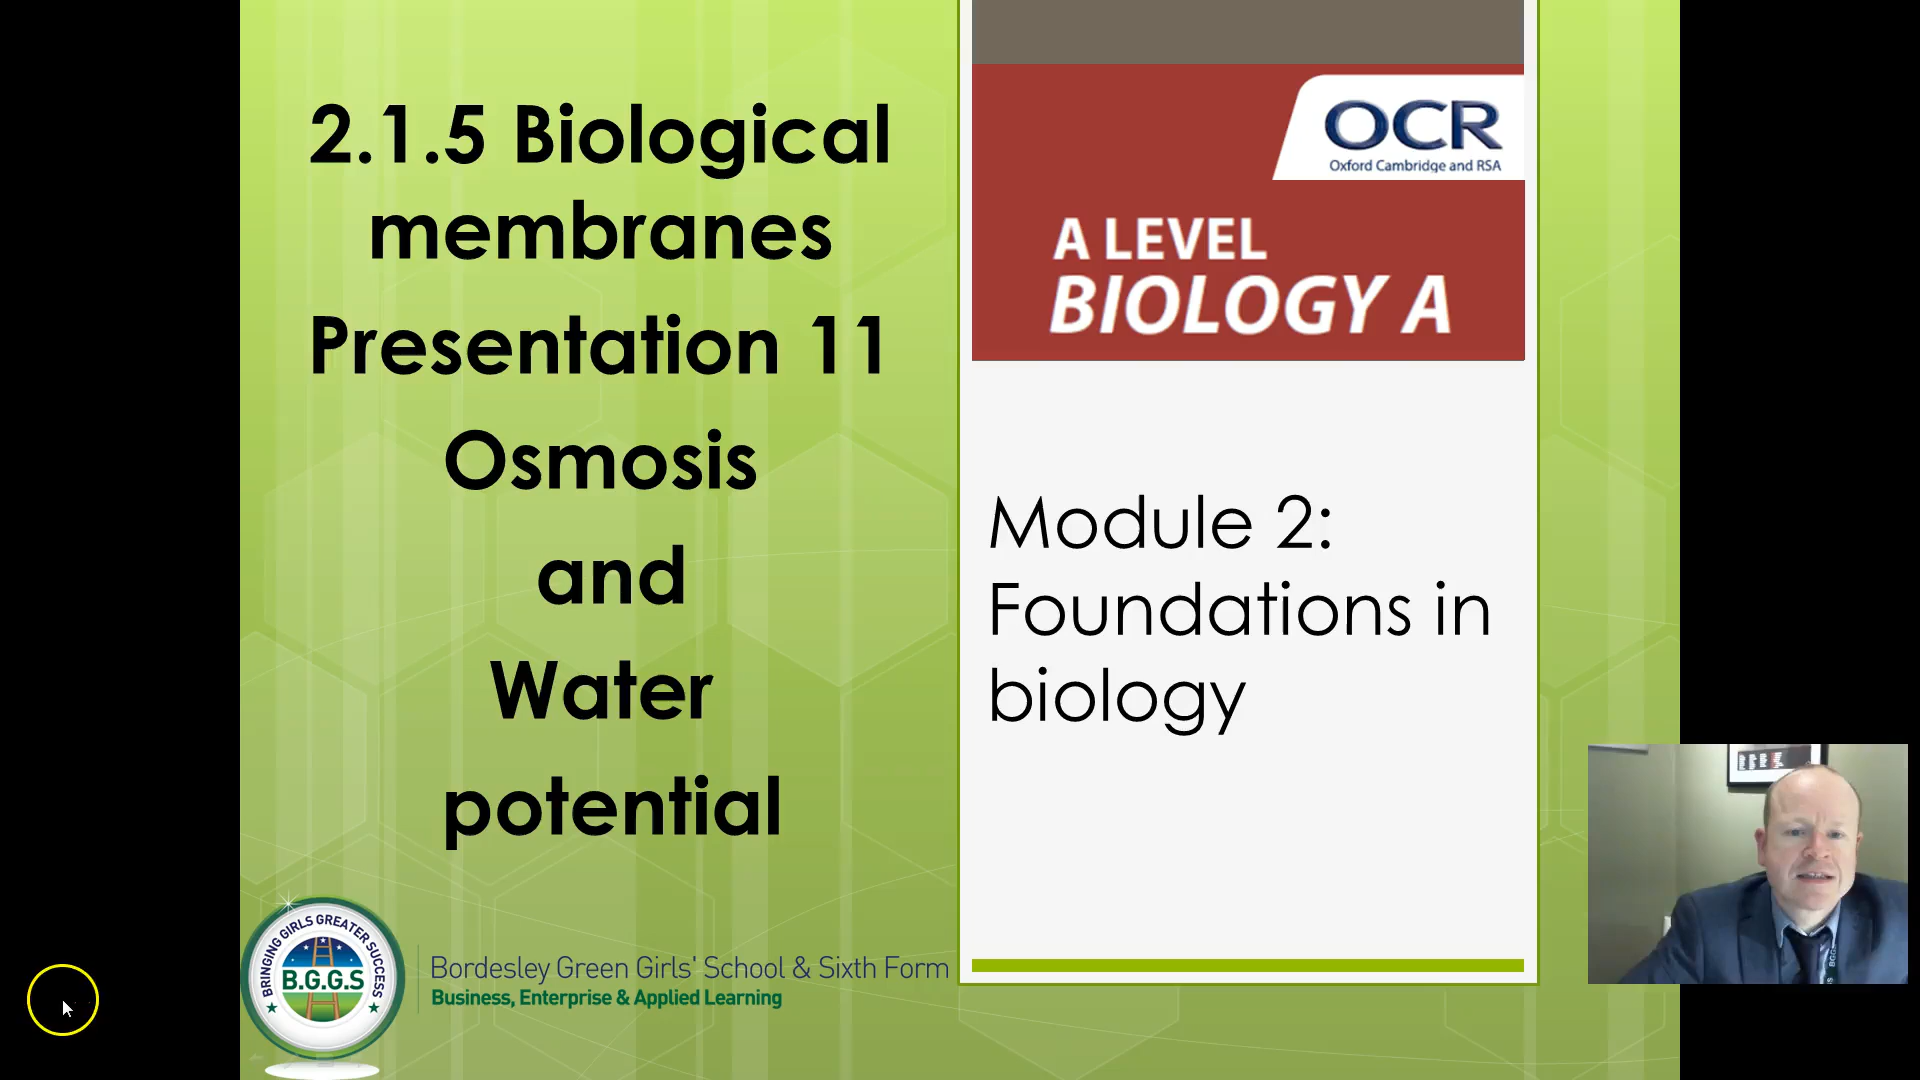 2.1.5 Biological
membranes
Presentation 11
Osmosis
and
Water
potential
OCR
Oxford Cambridge and RSA
A LEVEL
BIOLOGY A
Module 2:
Foundations in
biology
BRINGING GIRLS GREATER SUCCESS
B.G.G.S
Bordesley Green Girls' School & Sixth Form
Business, Enterprise & Applied Learning